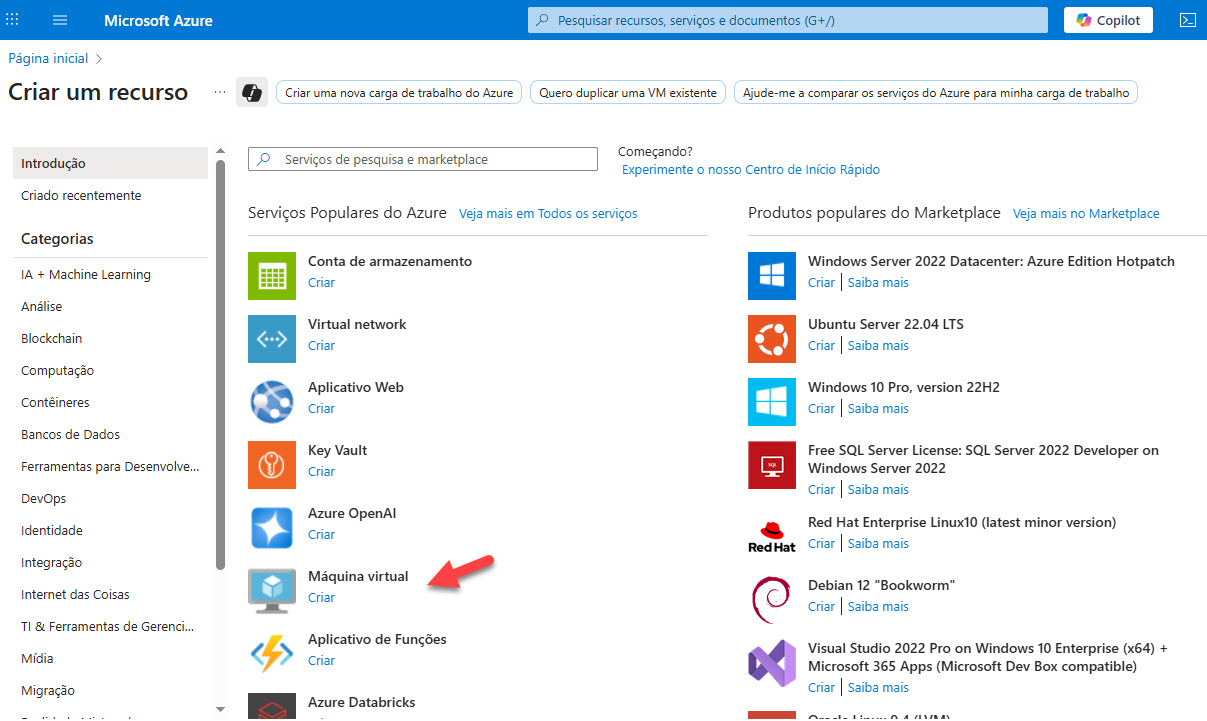 Microsoft Azure
Pesquisar recursos, serviços e documentos (G+/)
Copilot
Página inicial
Criar um recurso
Criar uma nova carga de trabalho do Azure
Quero duplicar uma VM existente
Ajude-me a comparar os serviços do Azure para minha carga de trabalho
Introdução
Criado recentemente
Categorias
IA + Machine Learning
Análise
Blockchain
Computação
Contêineres
Bancos de Dados
Ferramentas para Desenvolve...
DevOps
Identidade
Integração
Internet das Coisas
TI & Ferramentas de Gerenci...
Mídia
Migração
Serviços de pesquisa e marketplace
Começando?
Experimente o nosso Centro de Início Rápido
Serviços Populares do Azure Veja mais em Todos os serviços
Conta de armazenamento
Criar
Virtual network
Criar
Aplicativo Web
Criar
Key Vault
Criar
Azure OpenAI
Criar
Máquina virtual
Criar
Aplicativo de Funções
Criar
Azure Databricks
Produtos populares do Marketplace Veja mais no Marketplace
Windows Server 2022 Datacenter: Azure Edition Hotpatch
Criar | Saiba mais
Ubuntu Server 22.04 LTS
Criar | Saiba mais
Windows 10 Pro, version 22H2
Criar | Saiba mais
SQL
Free SQL Server License: SQL Server 2022 Developer on
Windows Server 2022
Criar | Saiba mais
Red Hat
Red Hat Enterprise Linux10 (latest minor version)
Criar | Saiba mais
Debian 12 "Bookworm"
Criar | Saiba mais
Visual Studio 2022 Pro on Windows 10 Enterprise (x64) +
Microsoft 365 Apps (Microsoft Dev Box compatible)
Criar | Saiba mais